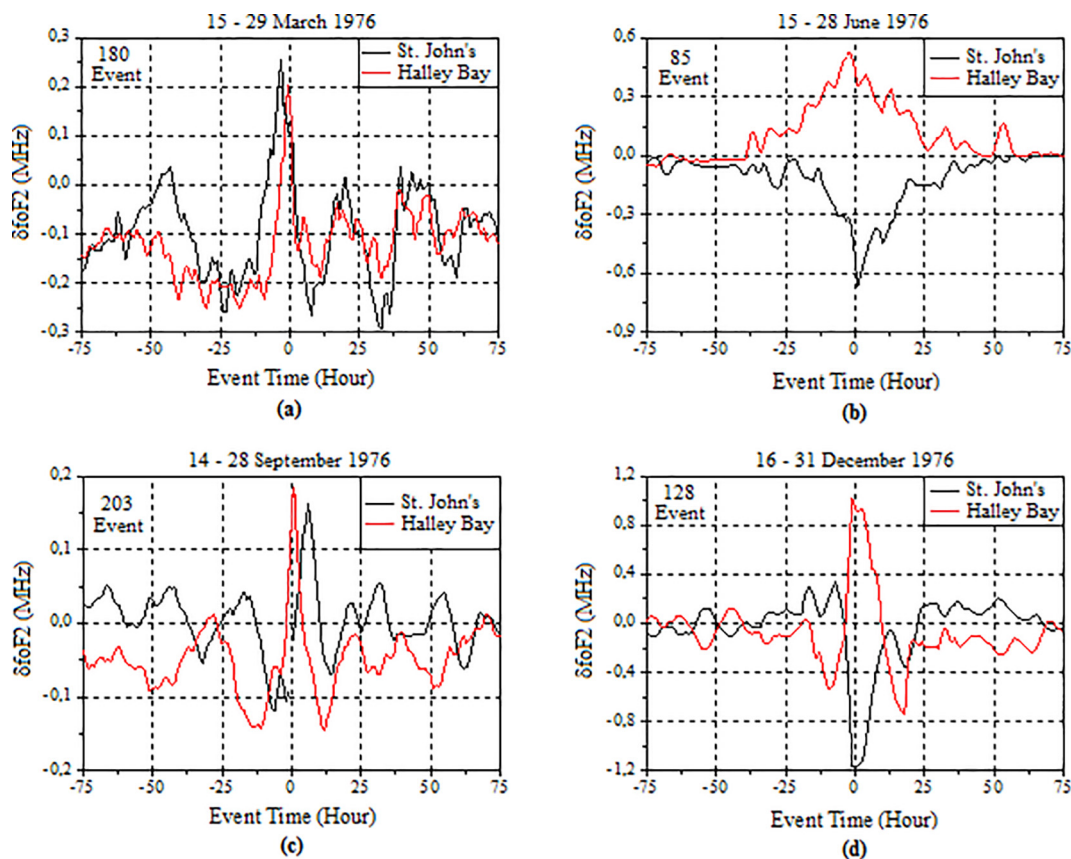 15 - 29 March 1976
180
Event
St. John's
Halley Bay
0,3
0,2
0,1
0,0
-0,1
-0,2
-0,3
δfoF2 (MHz)
-75 -50 -25 0 25 50 75
Event Time (Hour)
(a)
15 - 28 June 1976
85
Event
St. John's
Halley Bay
0,6
0,3
0,0
-0,3
-0,6
-0,9
δfoF2 (MHz)
-75 -50 -25 0 25 50 75
Event Time (Hour)
(b)
14 - 28 September 1976
203
Event
St. John's
Halley Bay
0,2
0,1
0,0
-0,1
-0,2
δfoF2 (MHz)
-75 -50 -25 0 25 50 75
Event Time (Hour)
(c)
16 - 31 December 1976
128
Event
St. John's
Halley Bay
1,2
0,8
0,4
0,0
-0,4
-0,8
-1,2
δfoF2 (MHz)
-75 -50 -25 0 25 50 75
Event Time (Hour)
(d)